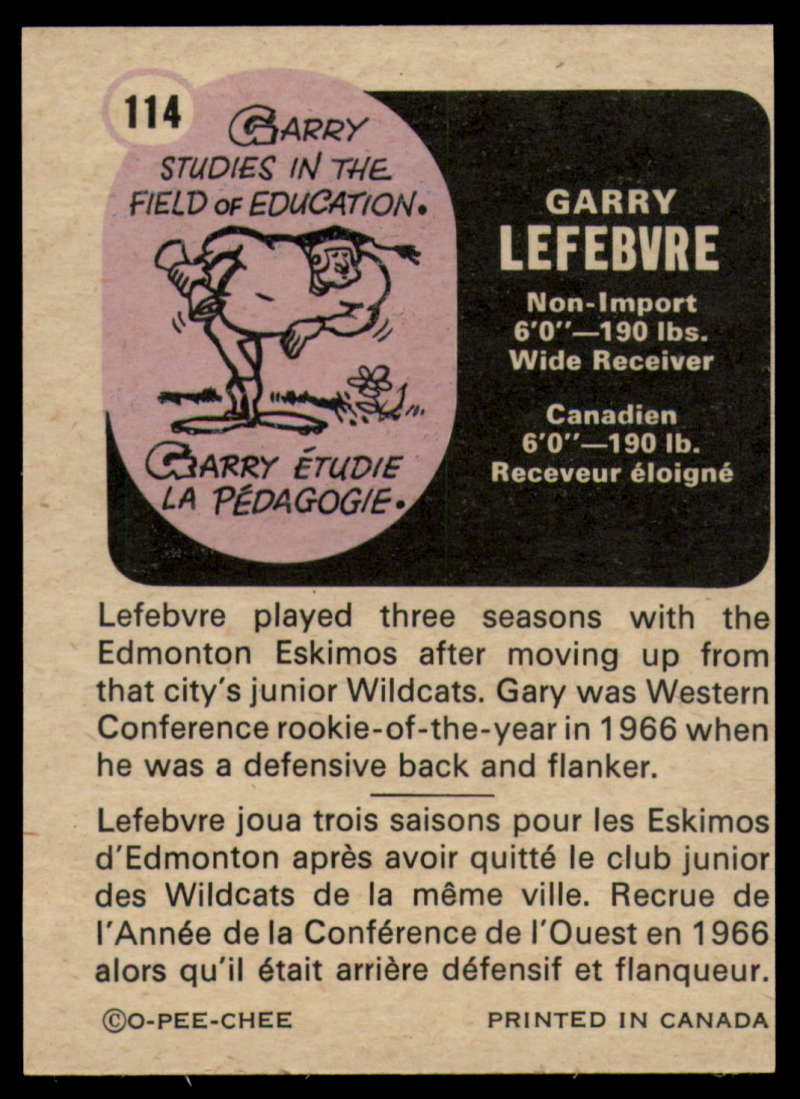 114
GARRY
STUDIES IN THE
FIELD OF EDUCATION.
GARRY ÉTUDIE
LA PÉDAGOGIE.
GARRY
LEFEBVRE
Non-Import
6'0"—190 lbs.
Wide Receiver
Canadien
6'0"—190 lb.
Receveur éloigné
Lefebvre played three seasons with the
Edmonton Eskimos after moving up from
that city's junior Wildcats. Gary was Western
Conference rookie-of-the-year in 1966 when
he was a defensive back and flanker.
Lefebvre joua trois saisons pour les Eskimos
d'Edmonton après avoir quitté le club junior
des Wildcats de la même ville. Recrue de
l'Année de la Conférence de l'Ouest en 1966
alors qu'il était arrière défensif et flanqueur.
©O-PEE-CHEE
PRINTED IN CANADA